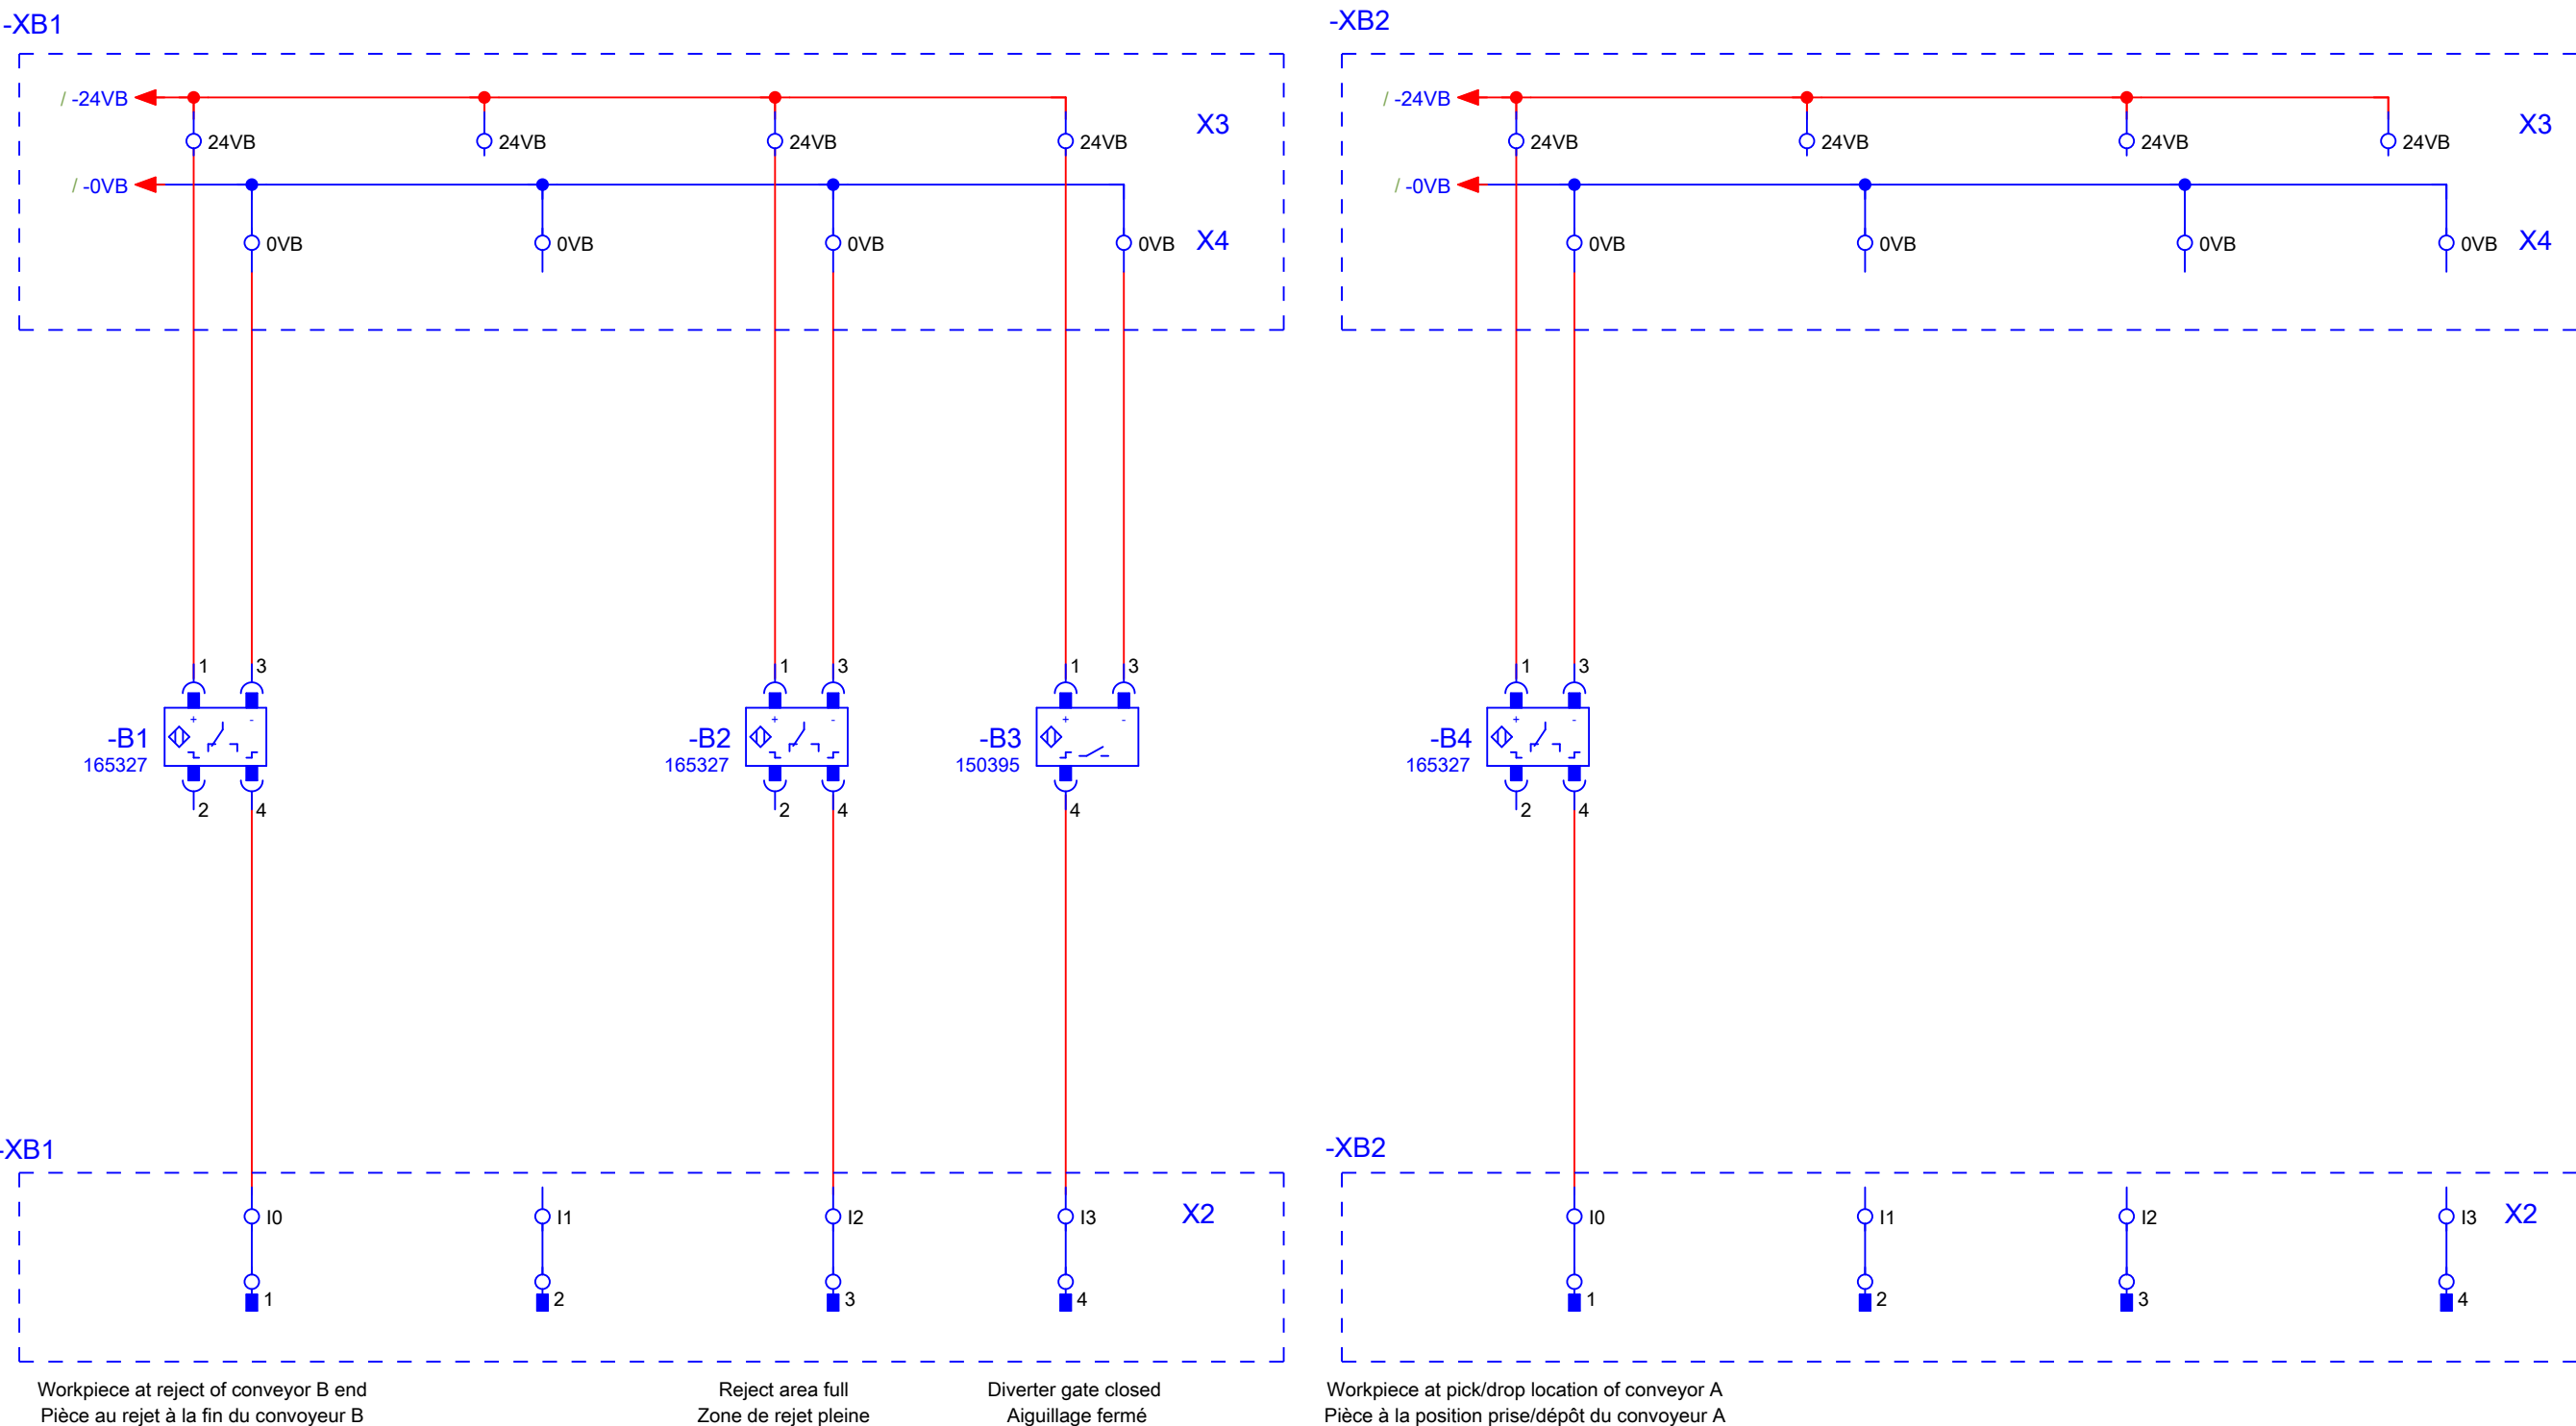 -XB1
-XB2
/ -24VB
24VB 24VB 24VB 24VB X3
/ -0VB
0VB 0VB 0VB 0VB X4
/ -24VB
24VB 24VB 24VB 24VB X3
/ -0VB
0VB 0VB 0VB 0VB X4
1 3
-B1
165327
+ -
2 4
1 3
-B2
165327
+ -
2 4
1 3
-B3
150395
+ -
4
1 3
-B4
165327
+ -
2 4
-XB1
I0 I1 I2 I3 X2
1 2 3 4
-XB2
I0 I1 I2 I3 X2
1 2 3 4
Workpiece at reject of conveyor B end
Pièce au rejet à la fin du convoyeur B
Reject area full
Zone de rejet pleine
Diverter gate closed
Aiguillage fermé
Workpiece at pick/drop location of conveyor A
Pièce à la position prise/dépôt du convoyeur A